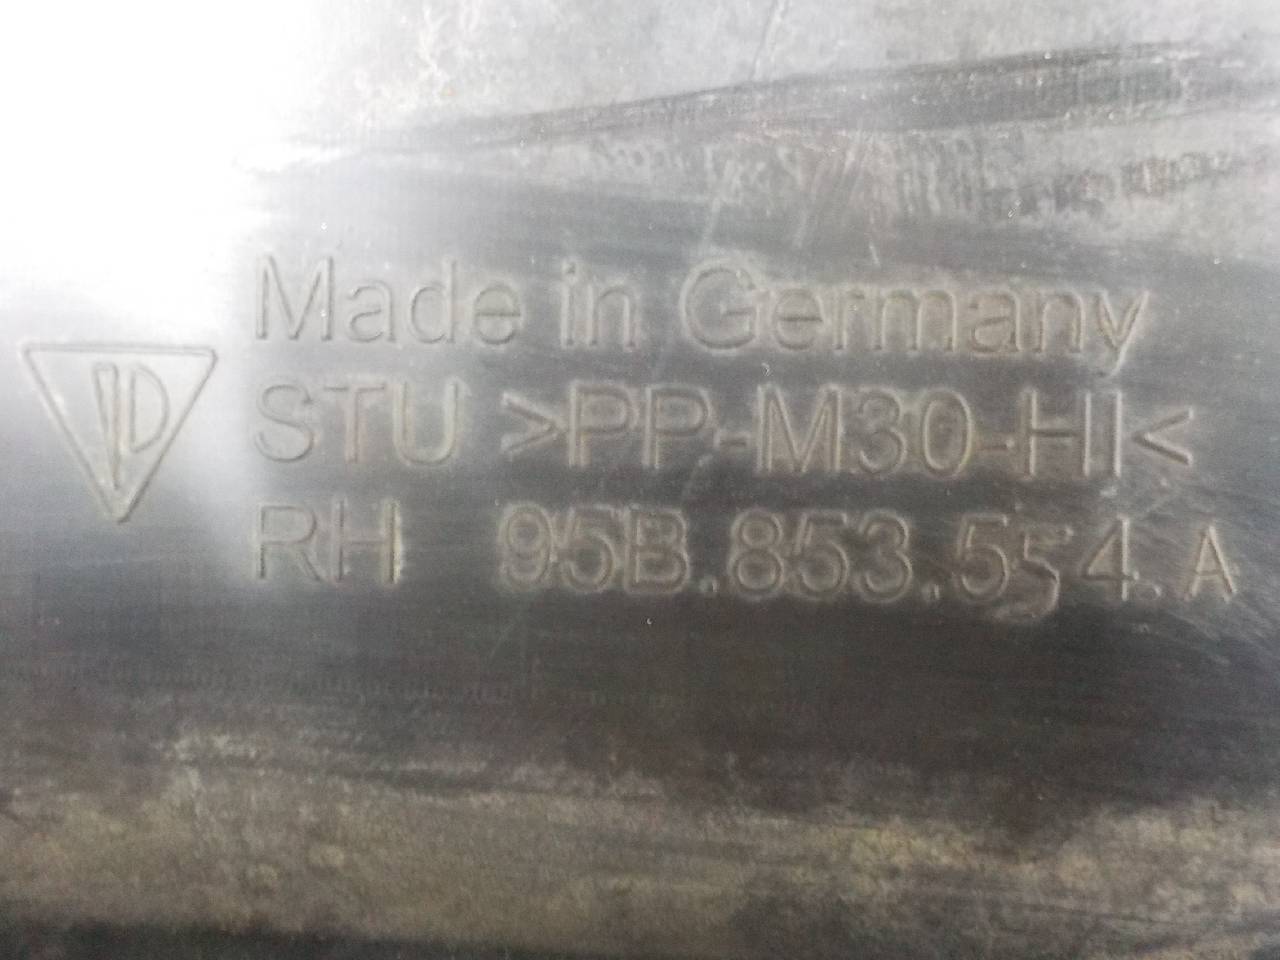 Made in Germany
STU >PP-M30-HI<
RH 95B.853.554.A